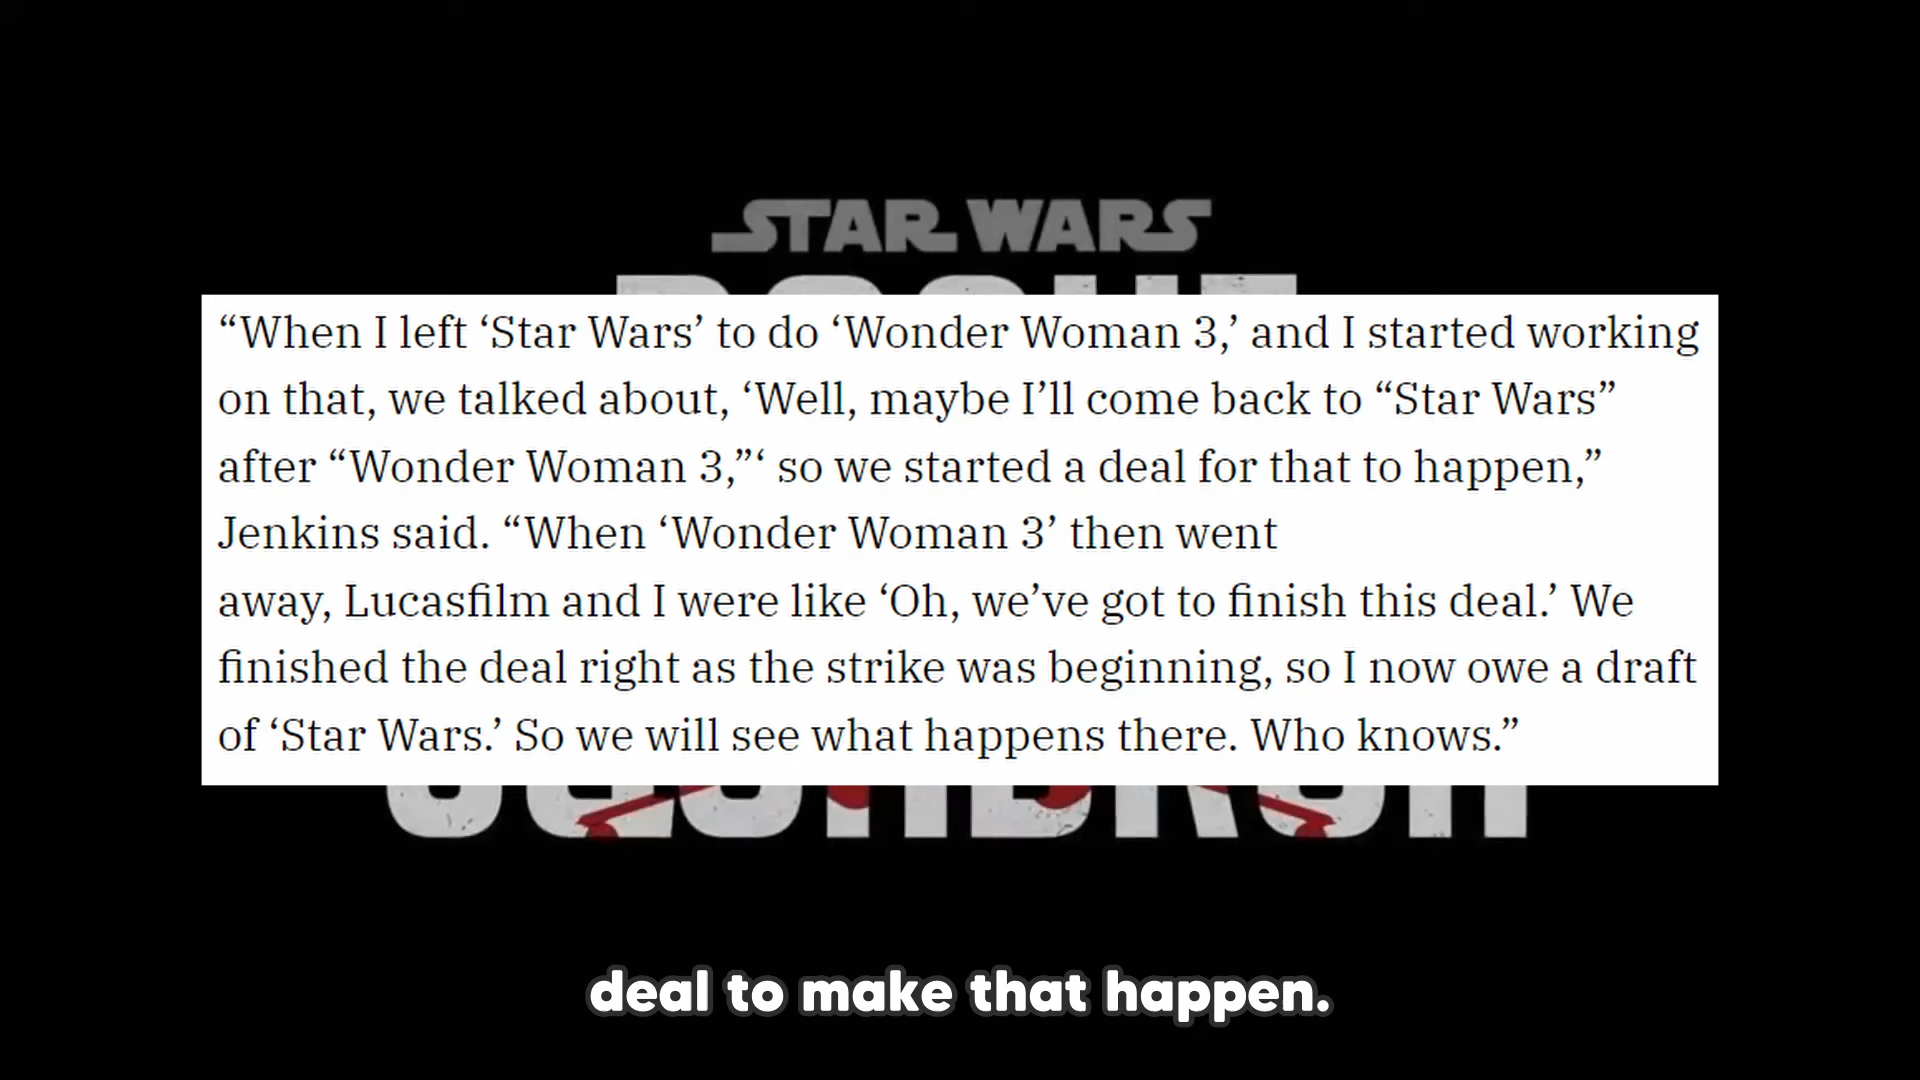 STAR WARS
“When I left ‘Star Wars’ to do ‘Wonder Woman 3,’ and I started working
on that, we talked about, ‘Well, maybe I’ll come back to “Star Wars”
after “Wonder Woman 3,”‘ so we started a deal for that to happen,”
Jenkins said. “When ‘Wonder Woman 3’ then went
away, Lucasfilm and I were like ‘Oh, we’ve got to finish this deal.’ We
finished the deal right as the strike was beginning, so I now owe a draft
of ‘Star Wars.’ So we will see what happens there. Who knows.”
deal to make that happen.